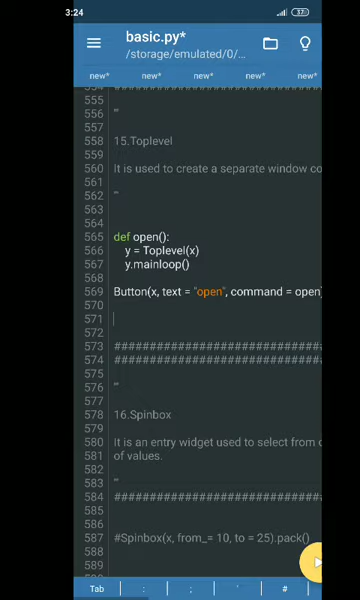 3:24
37
basic.py*
/storage/emulated/0/...
new* new* new* new* new*
554 ##############################
555
556 '''
557
558 15.Toplevel
559
560 It is used to create a separate window co
561
562 '''
563
564
565 def open():
566 y = Toplevel(x)
567 y.mainloop()
568
569 Button(x, text = "open", command = open)
570
571
572
573 ##############################
574 ##############################
575
576 '''
577
578 16.Spinbox
579
580 It is an entry widget used to select from
581 of values.
582
583 '''
584 ##############################
585
586
587 #Spinbox(x, from_= 10, to = 25).pack()
588
589
Tab : ; ' #